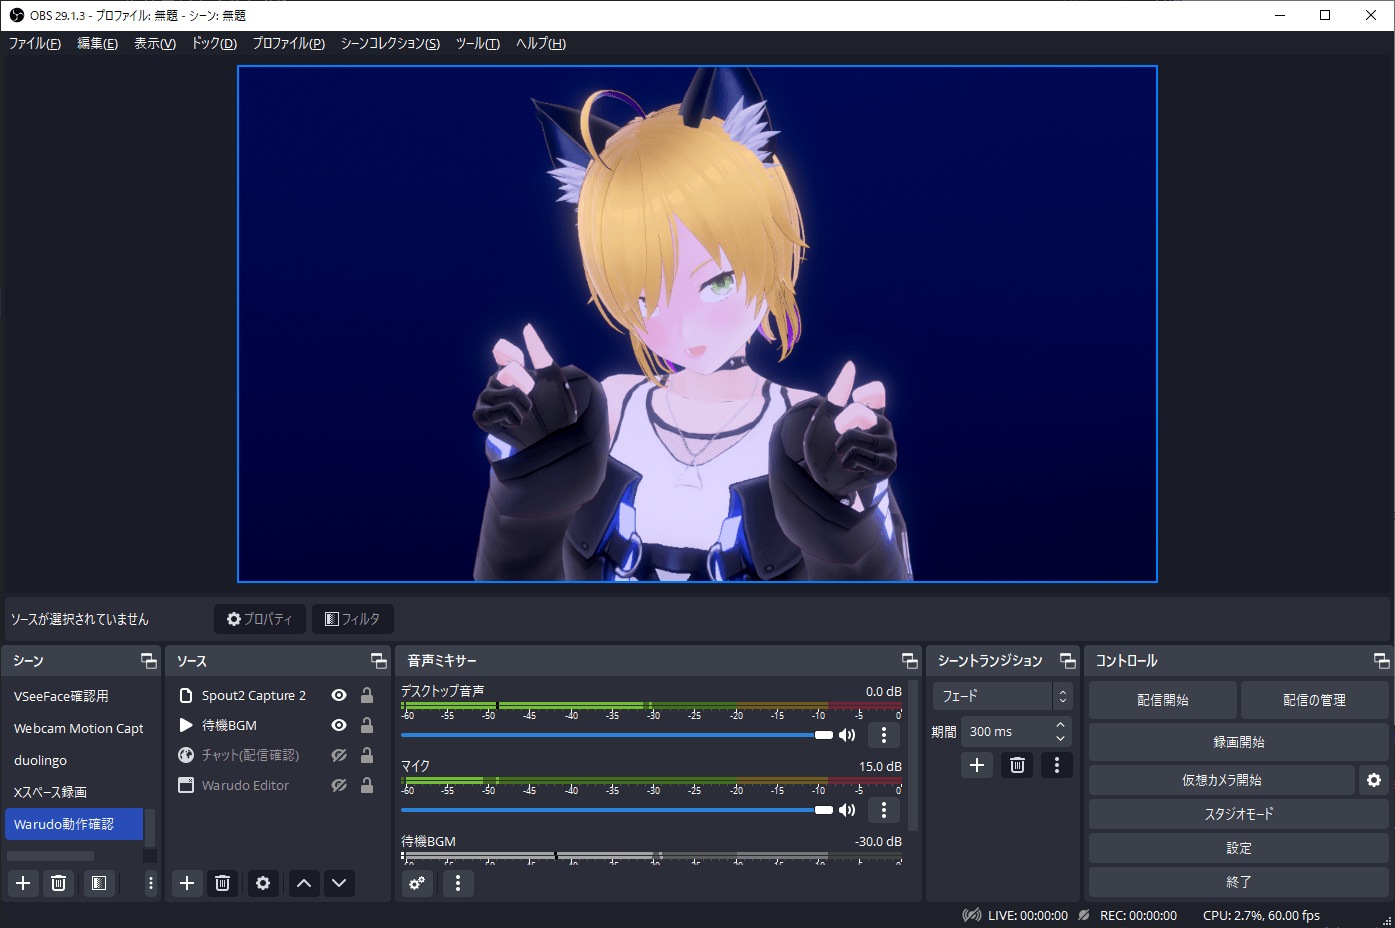 OBS 29.1.3 - プロファイル: 無題 - シーン: 無題
ファイル(F) 編集(E) 表示(V) ドック(D) プロファイル(P) シーンコレクション(S) ツール(T) ヘルプ(H)
ソースが選択されていません プロパティ フィルタ
シーン
VSeeFace確認用
Webcam Motion Capt
duolingo
Xスペース録画
Warudo動作確認
ソース
Spout2 Capture 2
待機BGM
チャット(配信確認)
Warudo Editor
音声ミキサー
デスクトップ音声 0.0 dB
-60 -55 -50 -45 -40 -35 -30 -25 -20 -15 -10 -5 0
マイク 15.0 dB
-60 -55 -50 -45 -40 -35 -30 -25 -20 -15 -10 -5 0
待機BGM -30.0 dB
-60 -55 -50 -45 -40 -35 -30 -25 -20 -15 -10 -5 0
シーントランジション
フェード
期間 300 ms
コントロール
配信開始 配信の管理
録画開始
仮想カメラ開始
スタジオモード
設定
終了
LIVE: 00:00:00 REC: 00:00:00 CPU: 2.7%, 60.00 fps